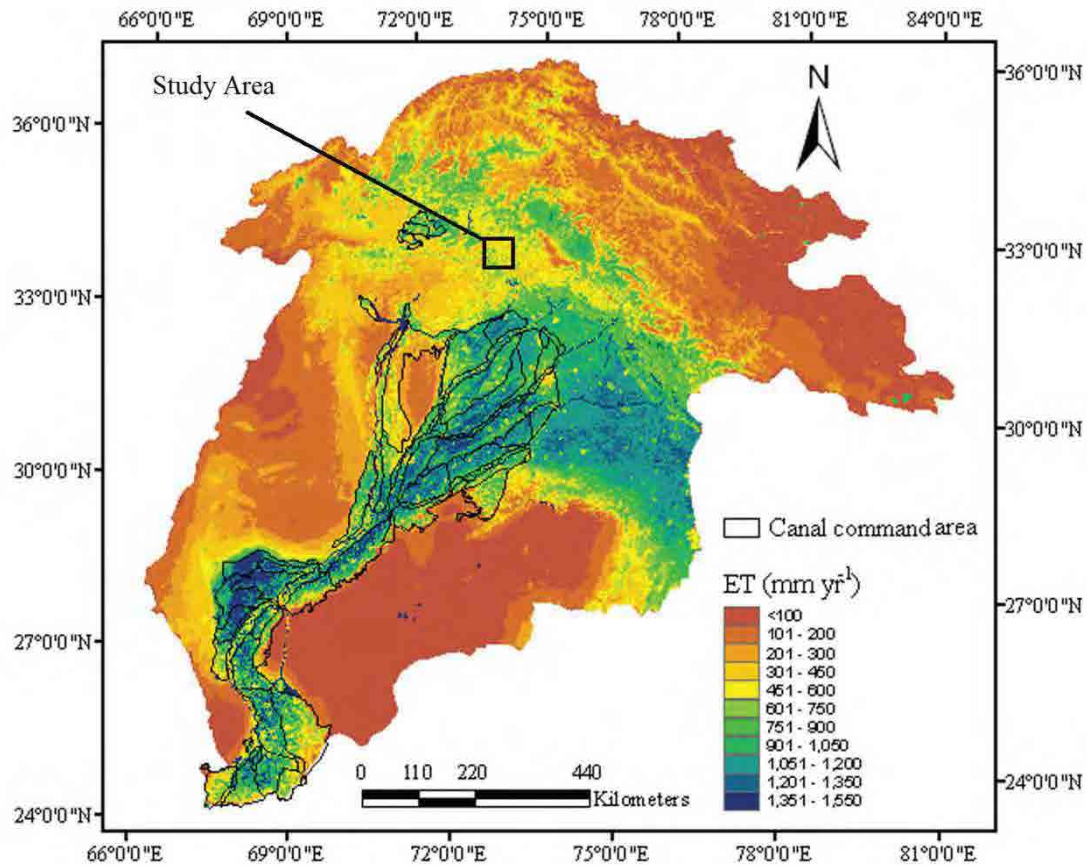 66°0'0"E 69°0'0"E 72°0'0"E 75°0'0"E 78°0'0"E 81°0'0"E 84°0'0"E
Study Area
N
36°0'0"N
36°0'0"N
33°0'0"N
33°0'0"N
30°0'0"N
30°0'0"N
27°0'0"N
27°0'0"N
24°0'0"N
24°0'0"N
Canal command area
ET (mm yr-1)
<100
101 - 200
201 - 300
301 - 450
451 - 600
601 - 750
751 - 900
901 - 1,050
1,051 - 1,200
1,201 - 1,350
1,351 - 1,550
0 110 220 440
Kilometers
66°0'0"E 69°0'0"E 72°0'0"E 75°0'0"E 78°0'0"E 81°0'0"E